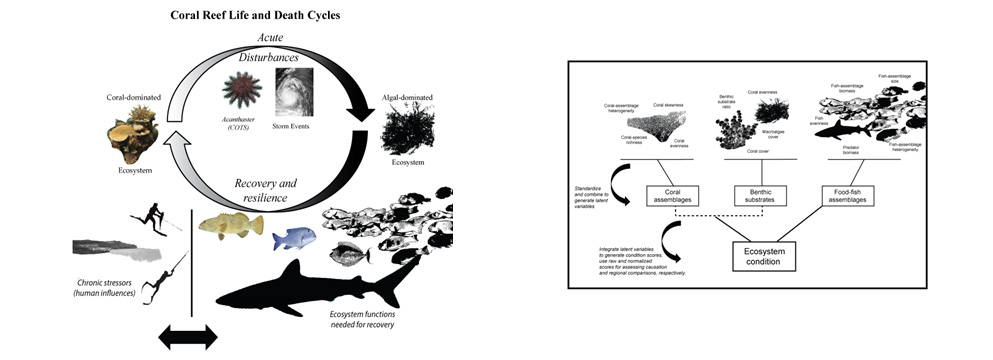 Coral Reef Life and Death Cycles
Acute
Disturbances
Coral-dominated
Ecosystem
Acanthaster
(COTS)
Storm Events
Algal-dominated
Ecosystem
Recovery and
resilience
Chronic stressors
(human influences)
Ecosystem functions
needed for recovery
Coral-assemblage
heterogeneity
Coral skewness
Coral-species
richness
Coral
evenness
Benthic
substrate
ratio
Coral evenness
Macroalgae
cover
Coral cover
Fish-assemblage
size
Fish-assemblage
biomass
Fish
evenness
Predator
biomass
Fish-assemblage
heterogeneity
Standardize
and combine to
generate latent
variables
Coral
assemblages
Benthic
substrates
Food-fish
assemblages
Integrate latent variables
to generate condition scores,
use raw and normalized
scores for assessing causation
and regional comparisons, respectively.
Ecosystem
condition